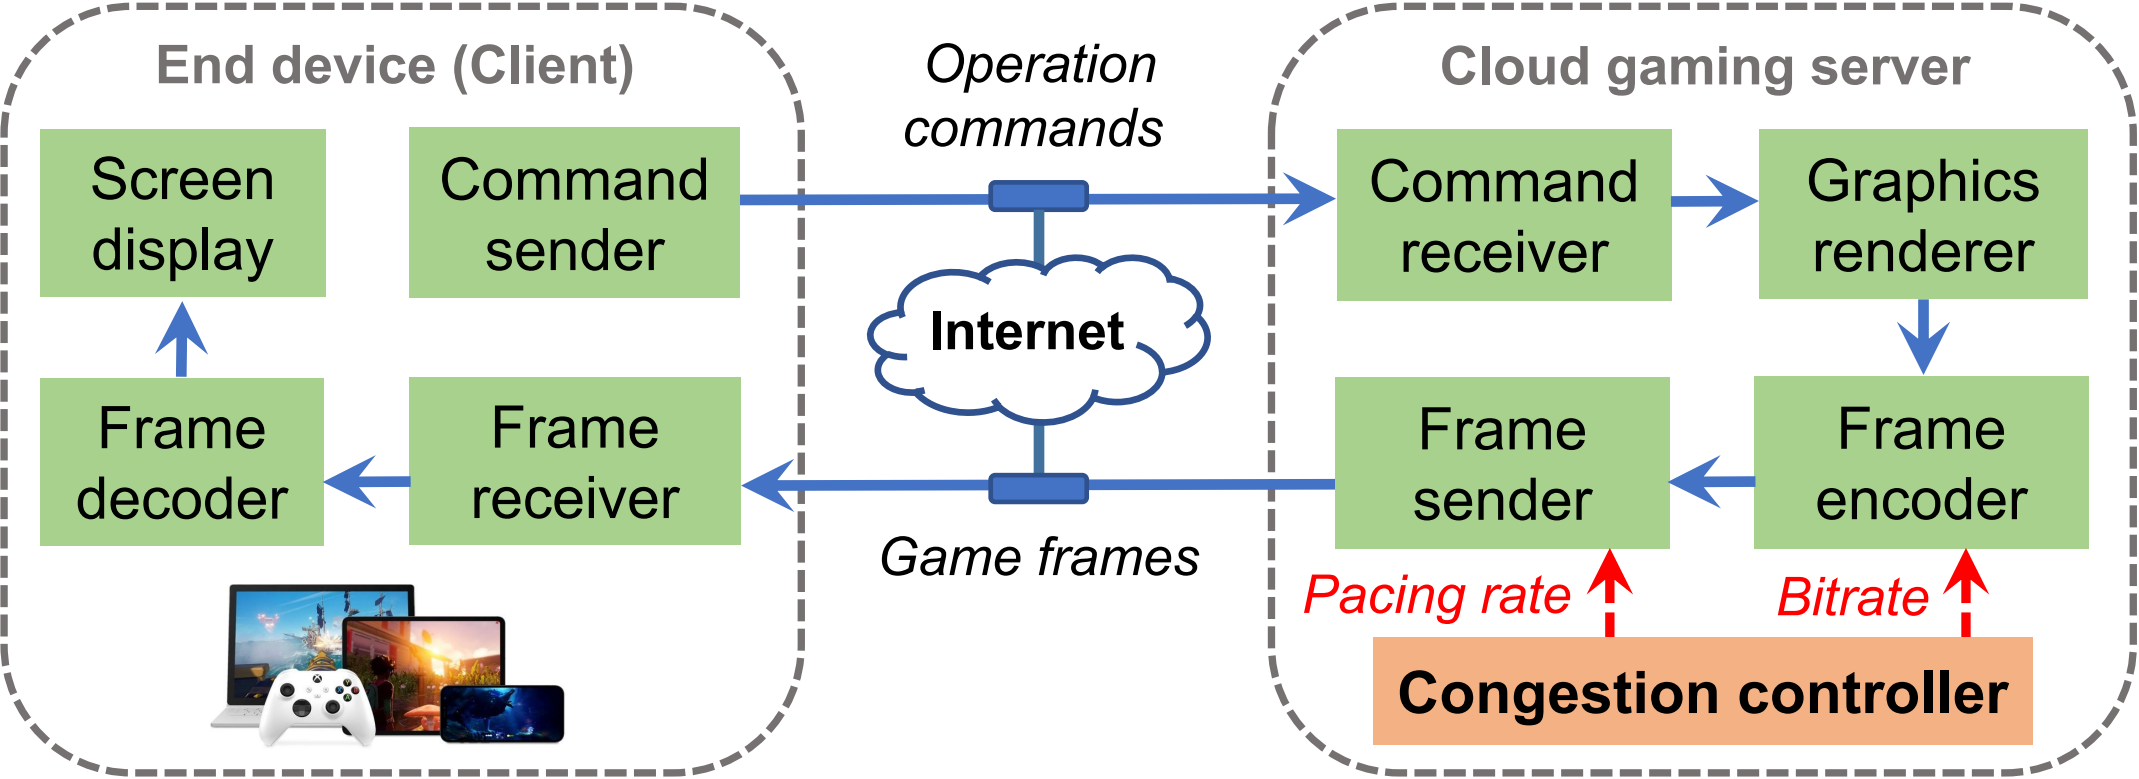 End device (Client)
Operation
commands
Cloud gaming server
Screen
display
Command
sender
Command
receiver
Graphics
renderer
Internet
Frame
decoder
Frame
receiver
Frame
sender
Frame
encoder
Game frames
Pacing rate
Bitrate
Congestion controller